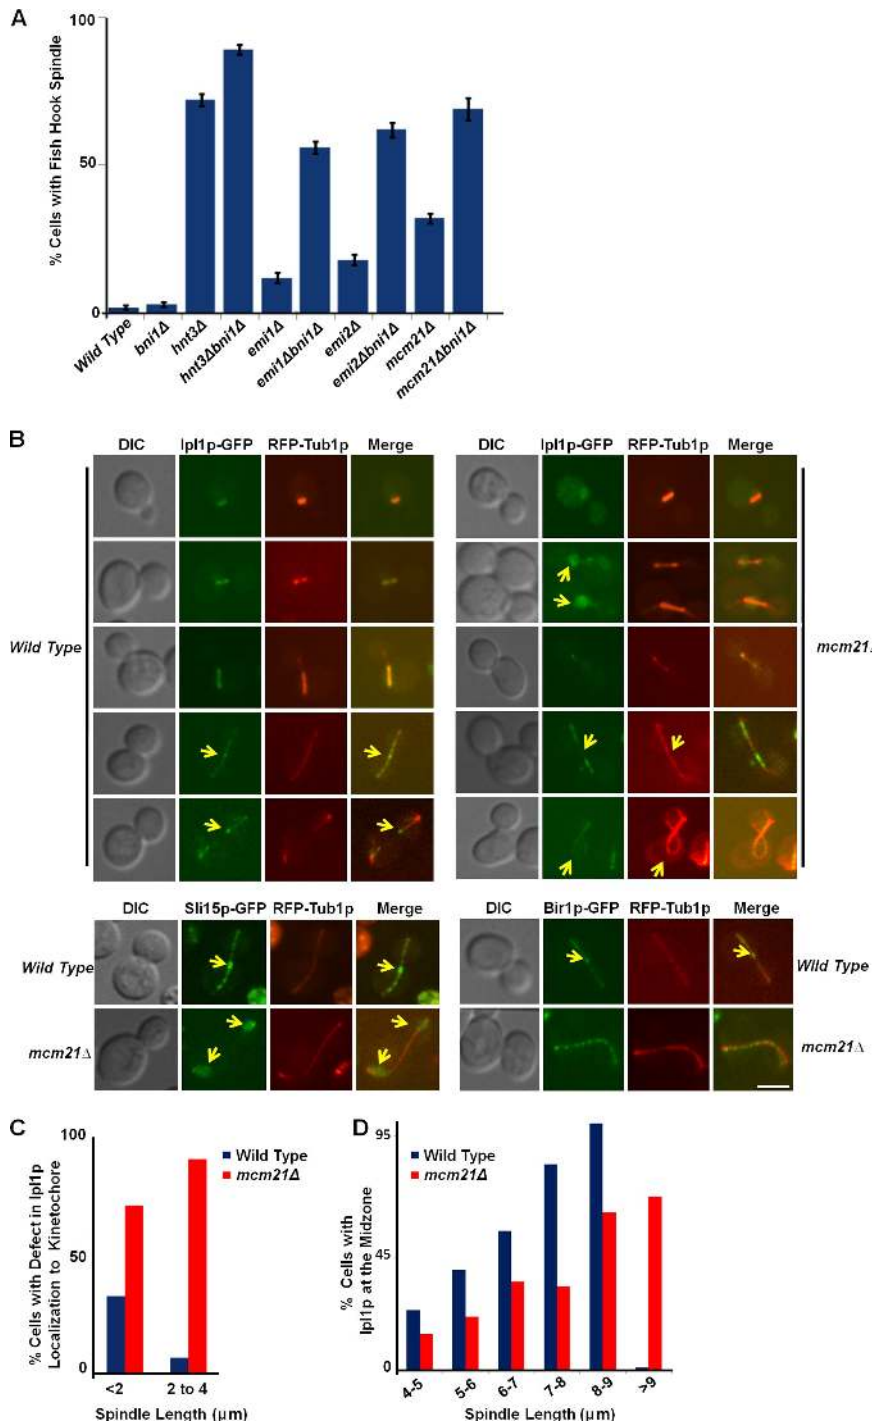 A
% Cells with Fish Hook Spindle
100
50
0
Wild Type
bni1Δ
hnt3Δ
hnt3Δbni1Δ
emi1Δ
emi1Δbni1Δ
emi2Δ
emi2Δbni1Δ
mcm21Δ
mcm21Δbni1Δ
B
DIC Ipl1p-GFP RFP-Tub1p Merge
Wild Type
DIC Ipl1p-GFP RFP-Tub1p Merge
mcm21Δ
DIC Sli15p-GFP RFP-Tub1p Merge
Wild Type
mcm21Δ
DIC Bir1p-GFP RFP-Tub1p Merge
Wild Type
mcm21Δ
C
% Cells with Defect in Ipl1p
Localization to Kinetochore
100
50
0
Wild Type
mcm21Δ
<2 2 to 4
Spindle Length (µm)
D
% Cells with
Ipl1p at the Midzone
95
45
0
Wild Type
mcm21Δ
4-5 5-6 6-7 7-8 8-9 >9
Spindle Length (µm)